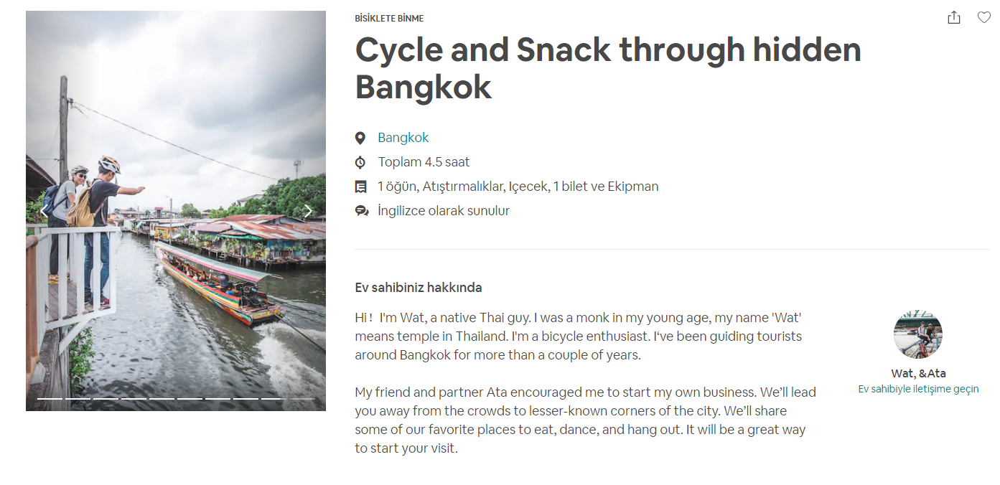 BİSİKLETE BİNME
Cycle and Snack through hidden
Bangkok
Bangkok
Toplam 4.5 saat
1 öğün, Atıştırmalıklar, Içecek, 1 bilet ve Ekipman
İngilizce olarak sunulur
Ev sahibiniz hakkında
Hi！I'm Wat, a native Thai guy. I was a monk in my young age, my name 'Wat'
means temple in Thailand. I'm a bicycle enthusiast. I‘ve been guiding tourists
around Bangkok for more than a couple of years.
My friend and partner Ata encouraged me to start my own business. We’ll lead
you away from the crowds to lesser-known corners of the city. We’ll share
some of our favorite places to eat, dance, and hang out. It will be a great way
to start your visit.
Wat, &Ata
Ev sahibiyle iletişime geçin